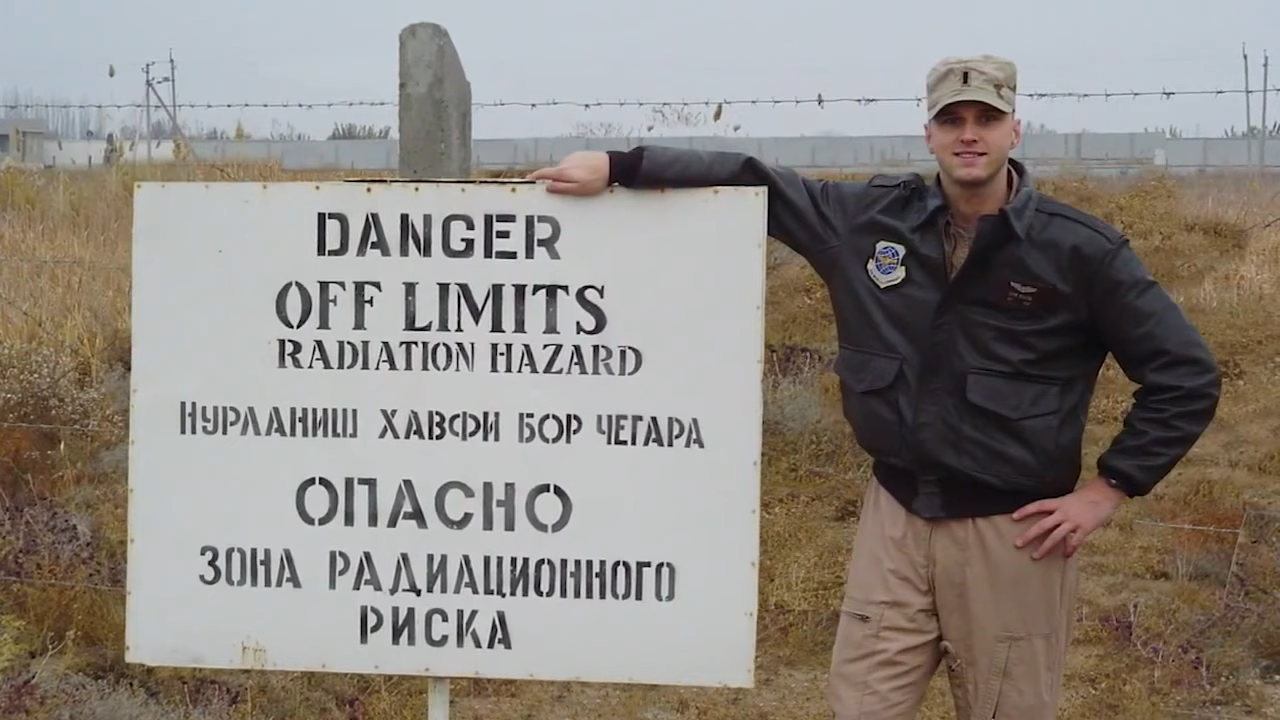 DANGER
OFF LIMITS
RADIATION HAZARD
НУРЛАНИШ ХАВФИ БОР ЧЕГАРА
ОПАСНО
ЗОНА РАДИАЦИОННОГО
РИСКА